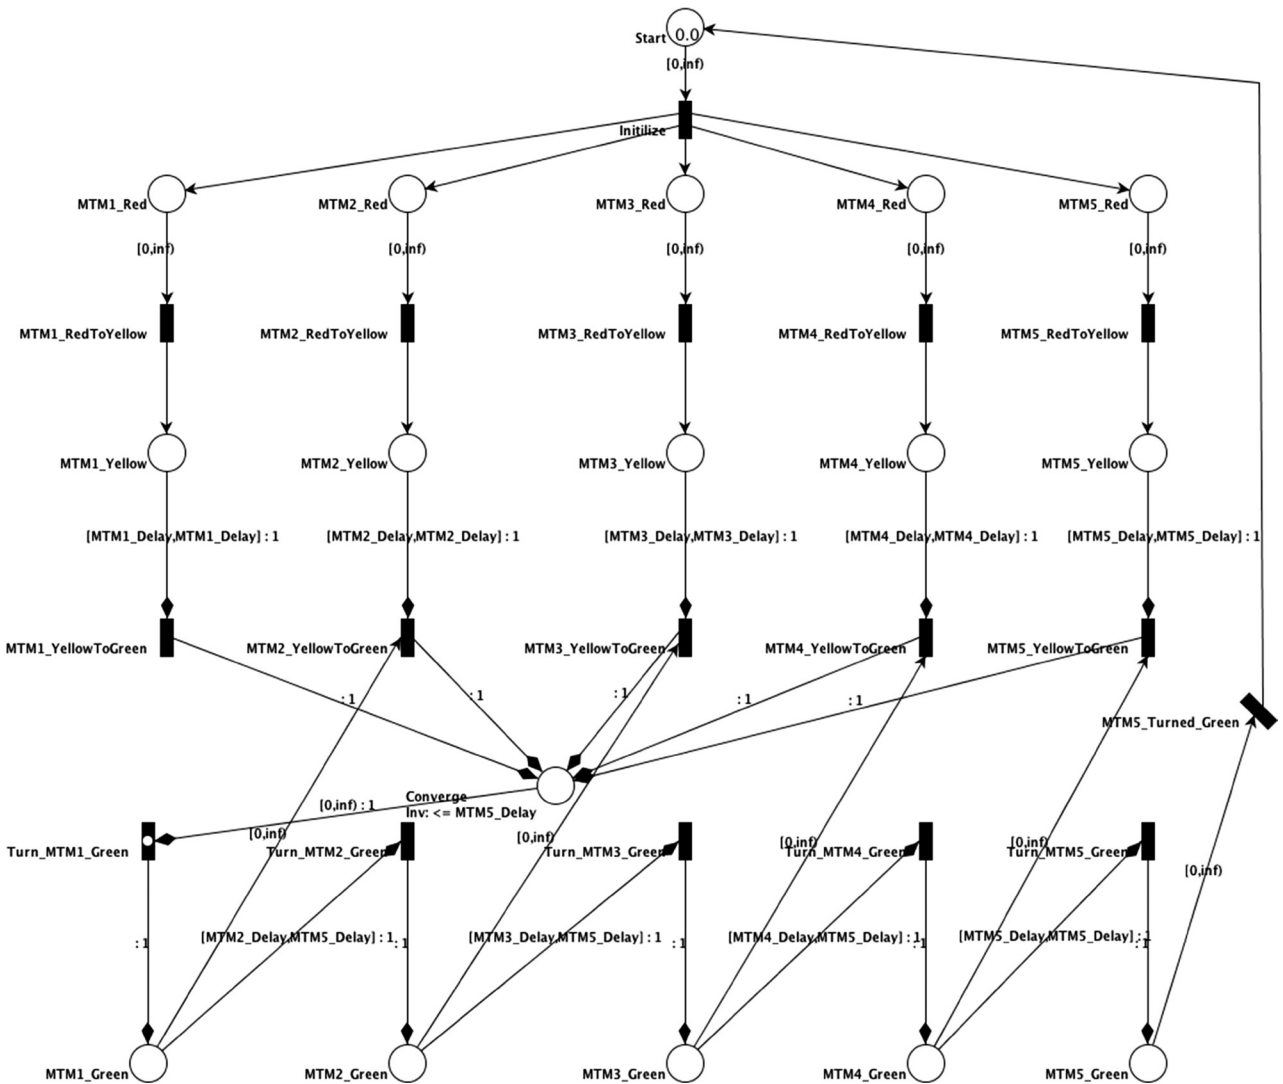 Start
0.0
[0,inf)
Initilize
MTM1_Red
MTM2_Red
MTM3_Red
MTM4_Red
MTM5_Red
[0,inf)
[0,inf)
[0,inf)
[0,inf)
[0,inf)
MTM1_RedToYellow
MTM2_RedToYellow
MTM3_RedToYellow
MTM4_RedToYellow
MTM5_RedToYellow
MTM1_Yellow
MTM2_Yellow
MTM3_Yellow
MTM4_Yellow
MTM5_Yellow
[MTM1_Delay,MTM1_Delay] : 1
[MTM2_Delay,MTM2_Delay] : 1
[MTM3_Delay,MTM3_Delay] : 1
[MTM4_Delay,MTM4_Delay] : 1
[MTM5_Delay,MTM5_Delay] : 1
MTM1_YellowToGreen
MTM2_YellowToGreen
MTM3_YellowToGreen
MTM4_YellowToGreen
MTM5_YellowToGreen
: 1
: 1
: 1
: 1
: 1
MTM5_Turned_Green
Converge
Inv: <= MTM5_Delay
[0,inf) : 1
[0,inf)
[0,inf)
[0,inf)
[0,inf)
Turn_MTM1_Green
Turn_MTM2_Green
Turn_MTM3_Green
Turn_MTM4_Green
Turn_MTM5_Green
[0,inf)
: 1
[MTM2_Delay,MTM5_Delay] : 1
: 1
[MTM3_Delay,MTM5_Delay] : 1
: 1
[MTM4_Delay,MTM5_Delay] : 1
: 1
[MTM5_Delay,MTM5_Delay] : 1
: 1
MTM1_Green
MTM2_Green
MTM3_Green
MTM4_Green
MTM5_Green